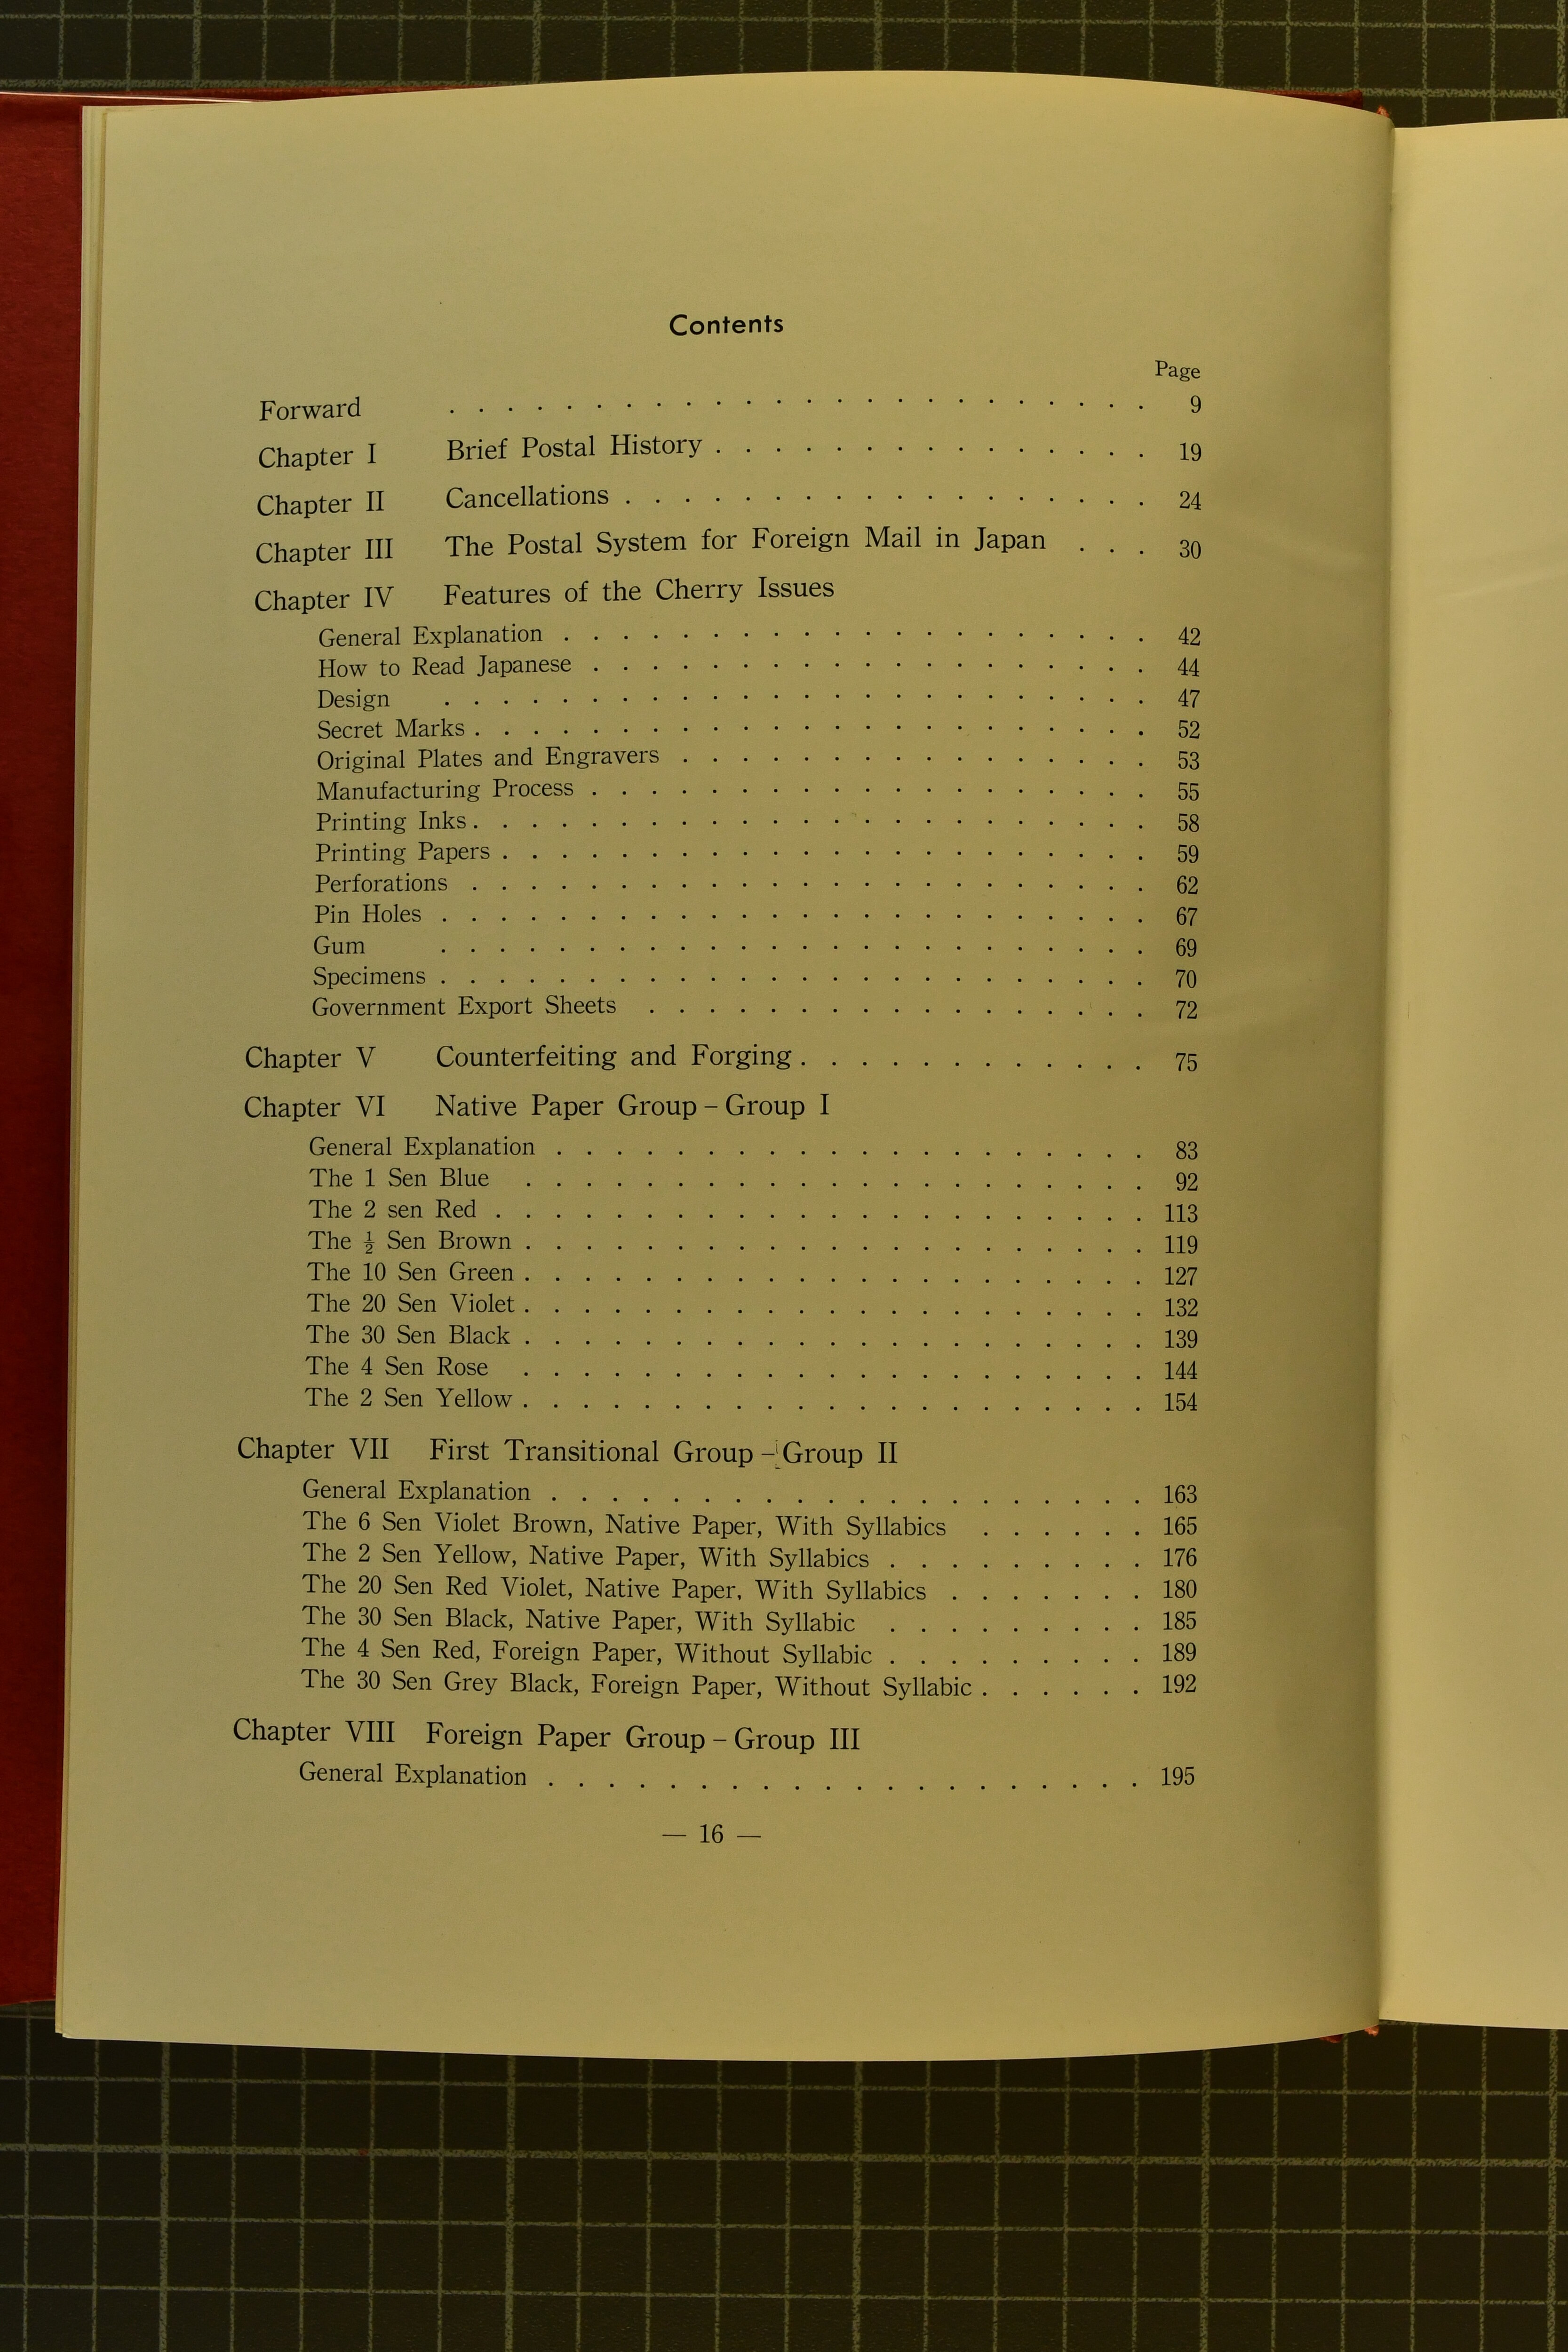 Contents
Page
Forward . . . . . . . . . . . . . . . . . . . . . . . . 9
Chapter I Brief Postal History . . . . . . . . . . . . . . . 19
Chapter II Cancellations . . . . . . . . . . . . . . . . . . 24
Chapter III The Postal System for Foreign Mail in Japan . . . 30
Chapter IV Features of the Cherry Issues
General Explanation . . . . . . . . . . . . . . . . . . . . 42
How to Read Japanese . . . . . . . . . . . . . . . . . . . 44
Design . . . . . . . . . . . . . . . . . . . . . . . . 47
Secret Marks . . . . . . . . . . . . . . . . . . . . . . . 52
Original Plates and Engravers . . . . . . . . . . . . . . . . 53
Manufacturing Process . . . . . . . . . . . . . . . . . . . 55
Printing Inks . . . . . . . . . . . . . . . . . . . . . . . 58
Printing Papers . . . . . . . . . . . . . . . . . . . . . . 59
Perforations . . . . . . . . . . . . . . . . . . . . . . . 62
Pin Holes . . . . . . . . . . . . . . . . . . . . . . . . 67
Gum . . . . . . . . . . . . . . . . . . . . . . . . 69
Specimens . . . . . . . . . . . . . . . . . . . . . . . . 70
Government Export Sheets . . . . . . . . . . . . . . . . . 72
Chapter V Counterfeiting and Forging . . . . . . . . . . . . 75
Chapter VI Native Paper Group – Group I
General Explanation . . . . . . . . . . . . . . . . . . . . 83
The 1 Sen Blue . . . . . . . . . . . . . . . . . . . . . 92
The 2 sen Red . . . . . . . . . . . . . . . . . . . . . . 113
The ½ Sen Brown . . . . . . . . . . . . . . . . . . . . . 119
The 10 Sen Green . . . . . . . . . . . . . . . . . . . . . 127
The 20 Sen Violet . . . . . . . . . . . . . . . . . . . . . 132
The 30 Sen Black . . . . . . . . . . . . . . . . . . . . . 139
The 4 Sen Rose . . . . . . . . . . . . . . . . . . . . . 144
The 2 Sen Yellow . . . . . . . . . . . . . . . . . . . . . 154
Chapter VII First Transitional Group – Group II
General Explanation . . . . . . . . . . . . . . . . . . . . 163
The 6 Sen Violet Brown, Native Paper, With Syllabics . . . . . . 165
The 2 Sen Yellow, Native Paper, With Syllabics . . . . . . . . . 176
The 20 Sen Red Violet, Native Paper, With Syllabics . . . . . . . 180
The 30 Sen Black, Native Paper, With Syllabic . . . . . . . . . 185
The 4 Sen Red, Foreign Paper, Without Syllabic . . . . . . . . . 189
The 30 Sen Grey Black, Foreign Paper, Without Syllabic . . . . . . 192
Chapter VIII Foreign Paper Group – Group III
General Explanation . . . . . . . . . . . . . . . . . . . . 195
— 16 —